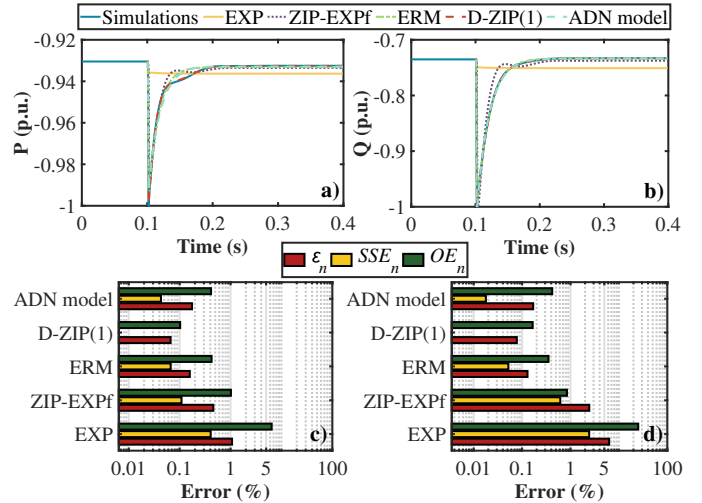 Simulations EXP ZIP-EXPf ERM D-ZIP(1) ADN model
-0.92
-0.94
-0.96
-0.98
-1
P (p.u.)
0 0.1 0.2 0.3 0.4
Time (s)
a)
-0.7
-0.8
-0.9
-1
Q (p.u.)
0 0.1 0.2 0.3 0.4
Time (s)
b)
εn SSEn OEn
ADN model
D-ZIP(1)
ERM
ZIP-EXPf
EXP
0.01 0.1 1 5 100
Error (%)
c)
ADN model
D-ZIP(1)
ERM
ZIP-EXPf
EXP
0.01 0.1 1 5 100
Error (%)
d)